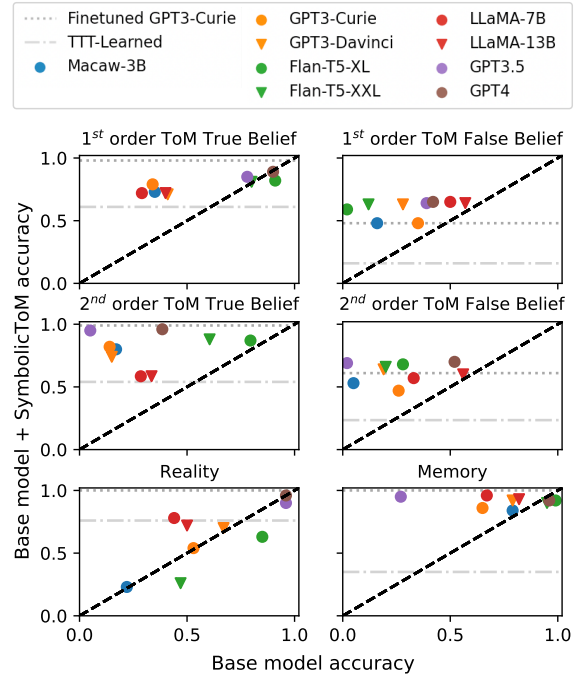 Finetuned GPT3-Curie
TTT-Learned
Macaw-3B
GPT3-Curie
GPT3-Davinci
Flan-T5-XL
Flan-T5-XXL
LLaMA-7B
LLaMA-13B
GPT3.5
GPT4
Base model + SymbolicToM accuracy
1st order ToM True Belief
1.0
0.5
0.0
1st order ToM False Belief
2nd order ToM True Belief
1.0
0.5
0.0
2nd order ToM False Belief
Reality
1.0
0.5
0.0
0.0 0.5 1.0
Memory
0.0 0.5 1.0
Base model accuracy